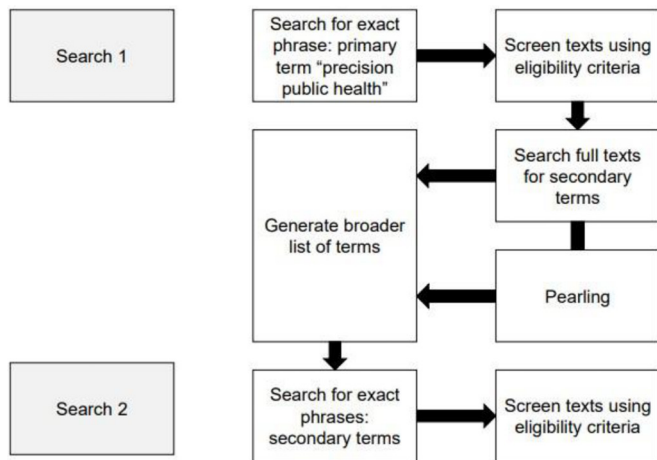 Search 1
Search for exact
phrase: primary
term “precision
public health”
Screen texts using
eligibility criteria
Search full texts
for secondary
terms
Generate broader
list of terms
Pearling
Search 2
Search for exact
phrases:
secondary terms
Screen texts using
eligibility criteria